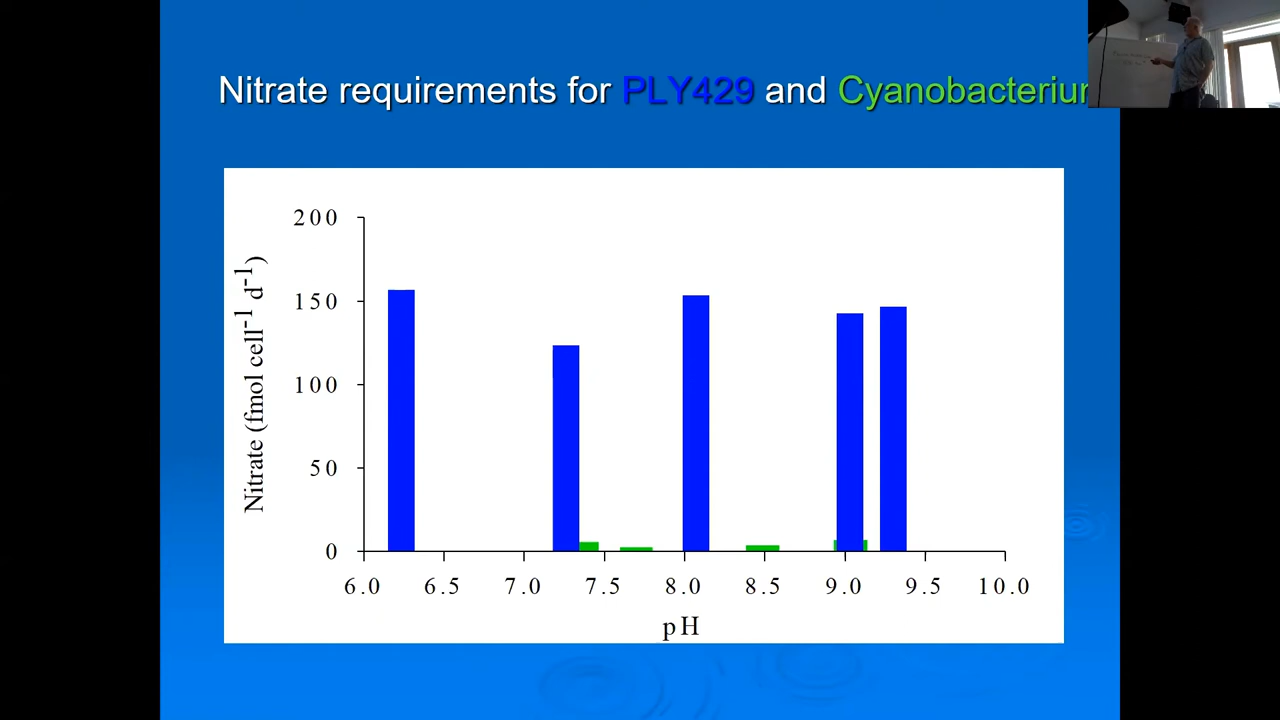 Nitrate requirements for PLY429 and Cyanobacterium
200
150
100
50
0
Nitrate (fmol cell-1 d-1)
6.0 6.5 7.0 7.5 8.0 8.5 9.0 9.5 10.0
pH